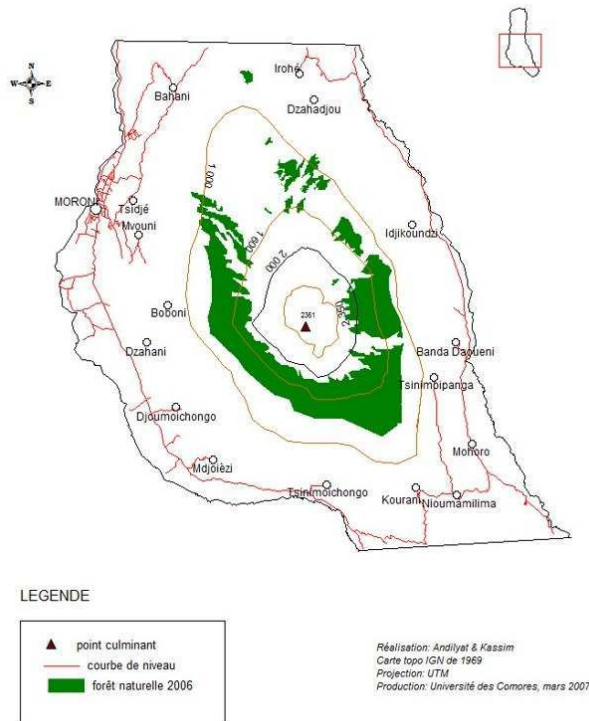 Irohé
Bahani
Dzahadjou
N
W E
S
1.000
MORONI
Tsidjé
Mvouni
Idjikoundzi
1.600
2.000
2361
Boboni
Dzahani
Banda Daoueni
Tsinimoipanga
Djoumoichongo
Mohoro
Mdjoièzi
Tsinimoichongo
Kourani
Nioumamilima
LEGENDE
point culminant
courbe de niveau
forêt naturelle 2006
Réalisation: Andilyat & Kassim
Carte topo IGN de 1969
Projection: UTM
Production: Université des Comores, mars 2007